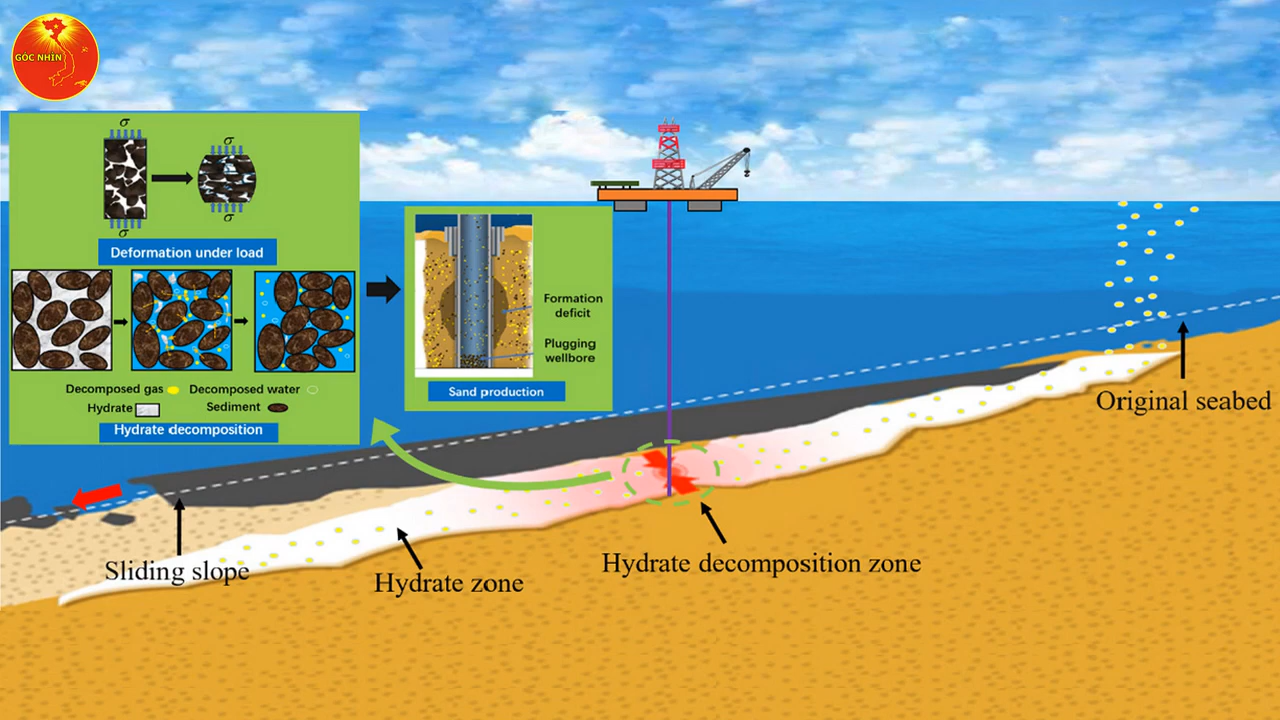 GÓC NHÌN
σ
σ
σ
σ
Deformation under load
Decomposed gas
Decomposed water
Hydrate
Sediment
Hydrate decomposition
Formation
deficit
Plugging
wellbore
Sand production
Original seabed
Sliding slope
Hydrate zone
Hydrate decomposition zone